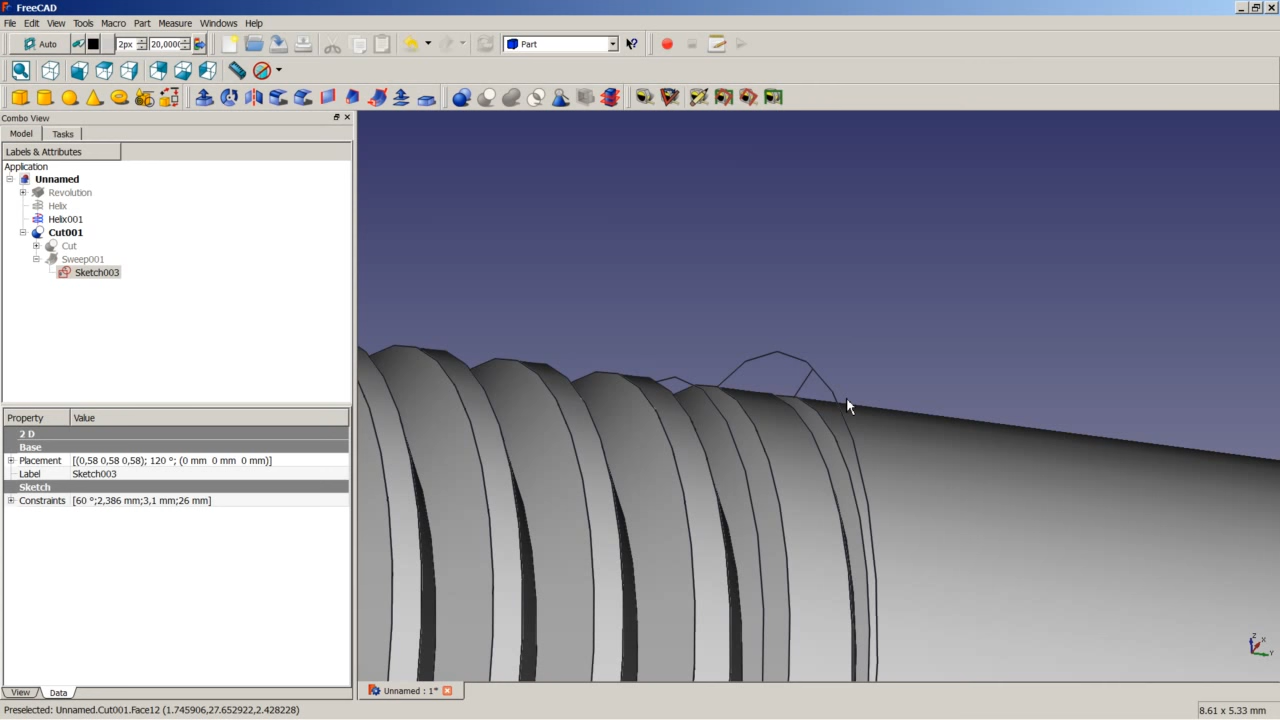 FreeCAD
File Edit View Tools Macro Part Measure Windows Help
Auto 2px 20,0000 Part
Combo View
Model Tasks
Labels & Attributes
Application
Unnamed
Revolution
Helix
Helix001
Cut001
Cut
Sweep001
Sketch003
Property Value
2 D
Base
Placement [(0,58 0,58 0,58); 120 °; (0 mm 0 mm 0 mm)]
Label Sketch003
Sketch
Constraints [60 °;2,386 mm;3,1 mm;26 mm]
Z
X
Y
View Data
Unnamed : 1*
Preselected: Unnamed.Cut001.Face12 (1.745906,27.652922,2.428228)
8.61 x 5.33 mm